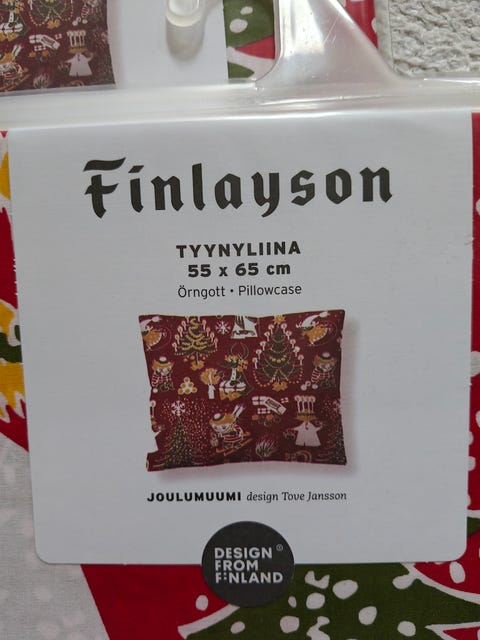 Finlayson
TYYNYLIINA
55 x 65 cm
Örngott • Pillowcase
JOULUMUUMI design Tove Jansson
DESIGN ®
FROM
FINLAND